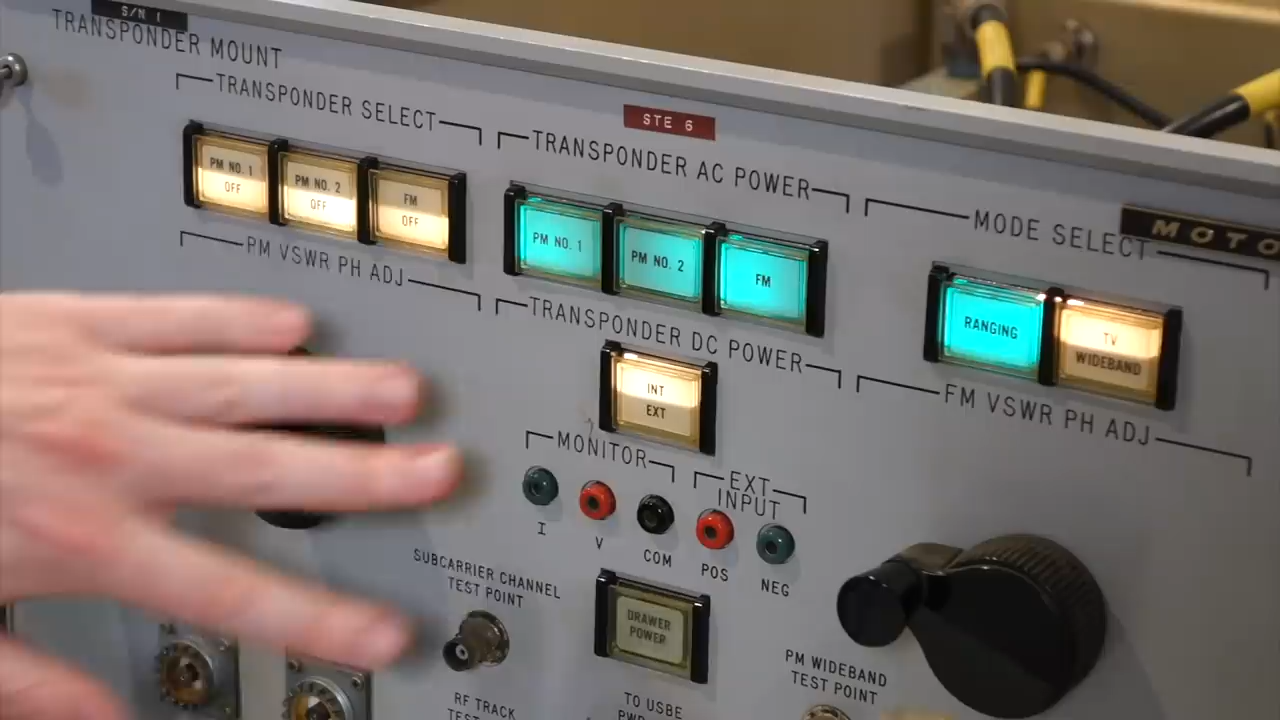 S/N 1
TRANSPONDER MOUNT
TRANSPONDER SELECT
PM NO. 1
OFF
PM NO. 2
OFF
FM
OFF
PM VSWR PH ADJ
STE 6
TRANSPONDER AC POWER
PM NO. 1
PM NO. 2
FM
TRANSPONDER DC POWER
INT
EXT
MOTO
MODE SELECT
RANGING
TV
WIDEBAND
FM VSWR PH ADJ
MONITOR
I
V
COM
EXT
INPUT
POS
NEG
SUBCARRIER CHANNEL
TEST POINT
DRAWER
POWER
PM WIDEBAND
TEST POINT
RF TRACK
TO USBE